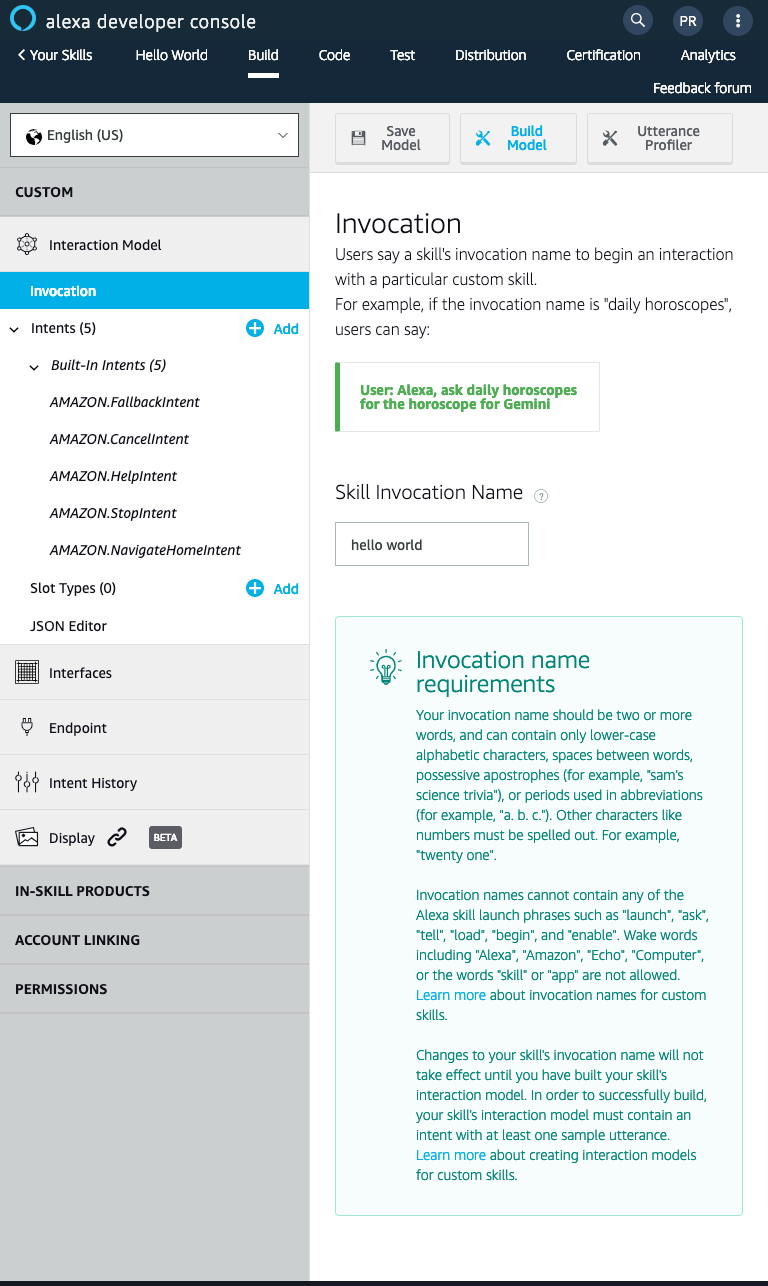 alexa developer console
PR
Your Skills Hello World Build Code Test Distribution Certification Analytics
Feedback forum
English (US)
CUSTOM
Interaction Model
Invocation
Intents (5) Add
Built-In Intents (5)
AMAZON.FallbackIntent
AMAZON.CancelIntent
AMAZON.HelpIntent
AMAZON.StopIntent
AMAZON.NavigateHomeIntent
Slot Types (0) Add
JSON Editor
Interfaces
Endpoint
Intent History
Display BETA
IN-SKILL PRODUCTS
ACCOUNT LINKING
PERMISSIONS
Save
Model
Build
Model
Utterance
Profiler
Invocation
Users say a skill's invocation name to begin an interaction
with a particular custom skill.
For example, if the invocation name is "daily horoscopes",
users can say:
User: Alexa, ask daily horoscopes
for the horoscope for Gemini
Skill Invocation Name ?
hello world
Invocation name
requirements
Your invocation name should be two or more
words, and can contain only lower-case
alphabetic characters, spaces between words,
possessive apostrophes (for example, "sam's
science trivia"), or periods used in abbreviations
(for example, "a. b. c."). Other characters like
numbers must be spelled out. For example,
"twenty one".
Invocation names cannot contain any of the
Alexa skill launch phrases such as "launch", "ask",
"tell", "load", "begin", and "enable". Wake words
including "Alexa", "Amazon", "Echo", "Computer",
or the words "skill" or "app" are not allowed.
Learn more about invocation names for custom
skills.
Changes to your skill's invocation name will not
take effect until you have built your skill's
interaction model. In order to successfully build,
your skill's interaction model must contain an
intent with at least one sample utterance.
Learn more about creating interaction models
for custom skills.